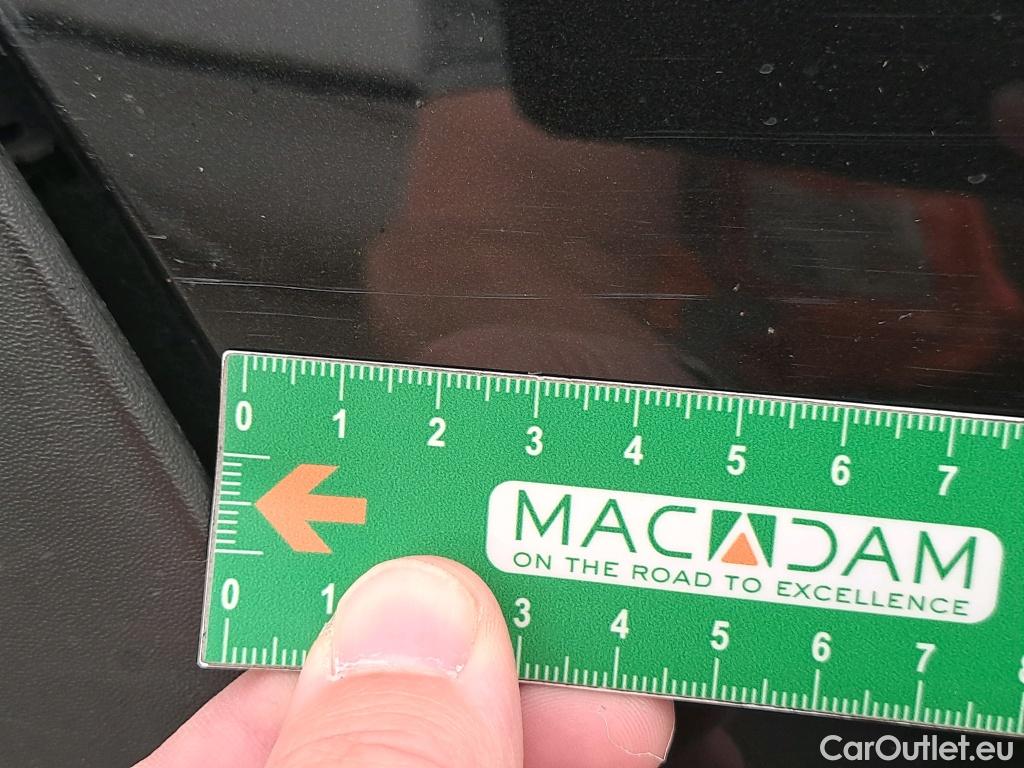 0 1 2 3 4 5 6 7
MACADAM
ON THE ROAD TO EXCELLENCE
0 1 3 4 5 6 7
CarOutlet.eu